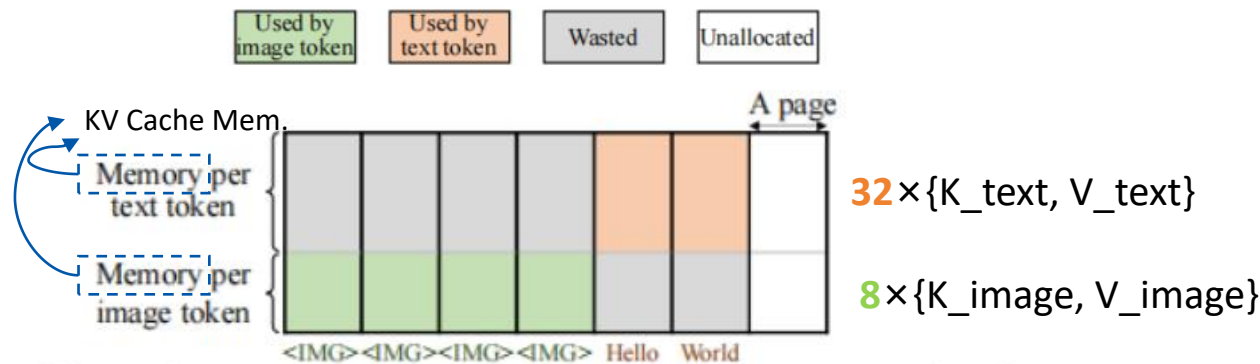 Used by
image token
Used by
text token
Wasted
Unallocated
A page
KV Cache Mem.
Memory per
text token
32×{K_text, V_text}
Memory per
image token
8×{K_image, V_image}
<IMG> <IMG> <IMG> <IMG> Hello World